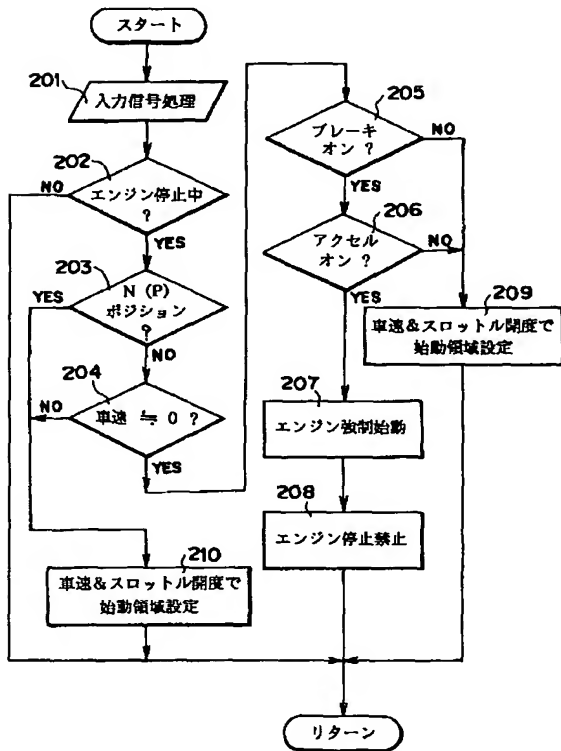 スタート
201
入力信号処理
202
NO
エンジン停止中
?
YES
203
YES
N (P)
ポジション
?
NO
204
NO
車速 ≒ 0 ?
YES
210
車速&スロットル開度で
始動領域設定
205
ブレーキ
オン ?
NO
YES
206
アクセル
オン ?
NO
YES
209
車速&スロットル開度で
始動領域設定
207
エンジン強制始動
208
エンジン停止禁止
リターン